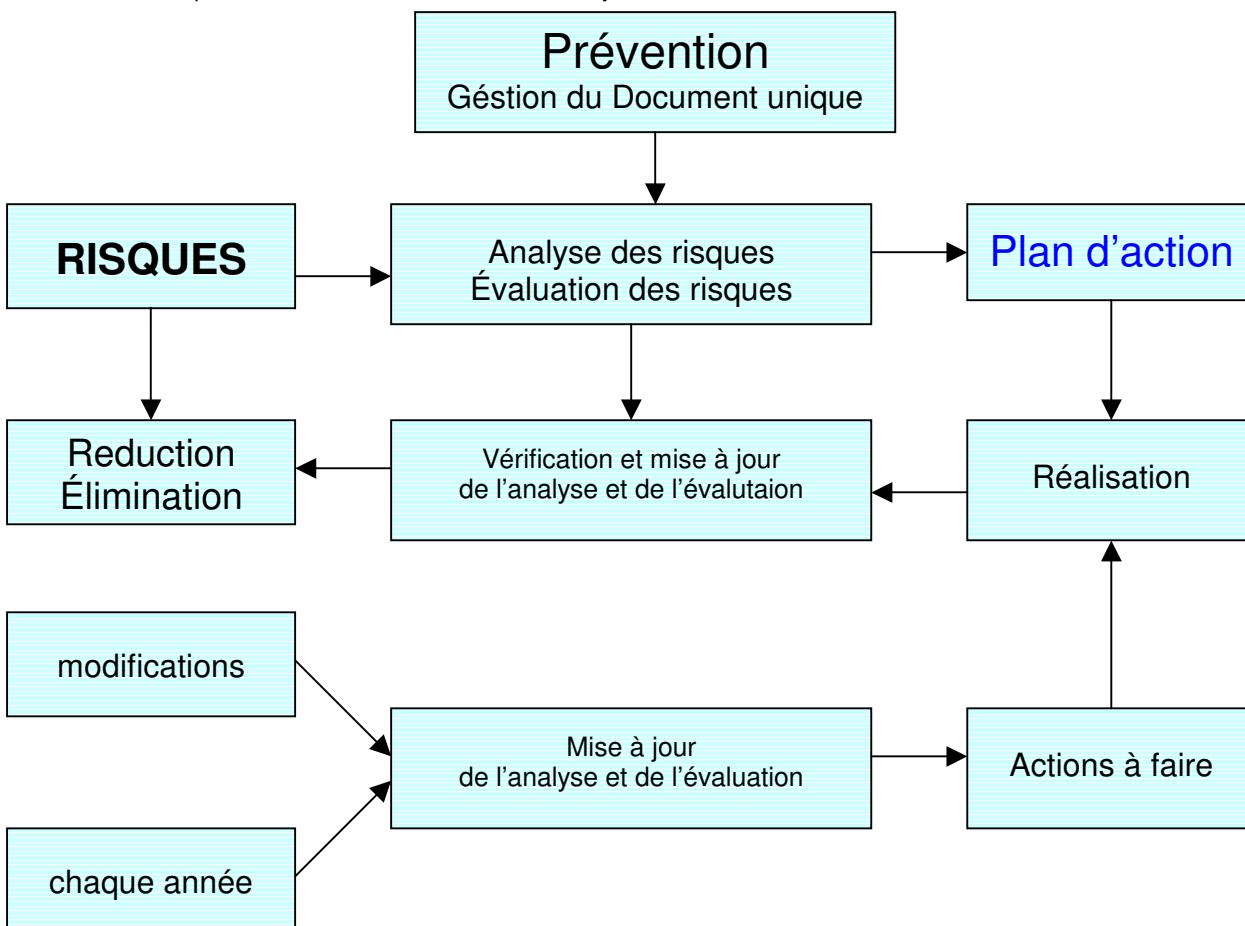 Prévention
Géstion du Document unique
RISQUES
Analyse des risques
Évaluation des risques
Plan d’action
Reduction
Élimination
Vérification et mise à jour
de l’analyse et de l’évalutaion
Réalisation
modifications
Mise à jour
de l’analyse et de l’évaluation
Actions à faire
chaque année